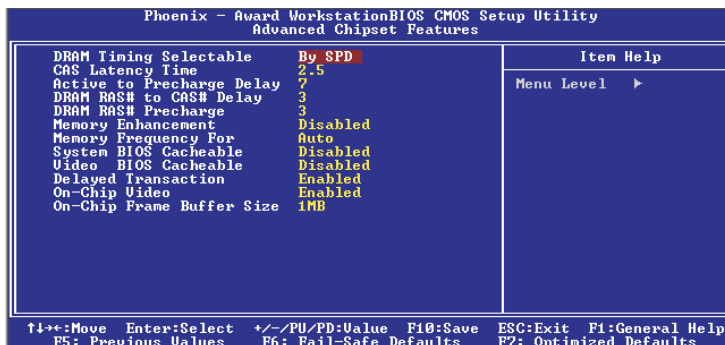 Phoenix - Award WorkstationBIOS CMOS Setup Utility
Advanced Chipset Features
DRAM Timing Selectable By SPD
CAS Latency Time 2.5
Active to Precharge Delay 7
DRAM RAS# to CAS# Delay 3
DRAM RAS# Precharge 3
Memory Enhancement Disabled
Memory Frequency For Auto
System BIOS Cacheable Disabled
Video BIOS Cacheable Disabled
Delayed Transaction Enabled
On-Chip Video Enabled
On-Chip Frame Buffer Size 1MB
Item Help
Menu Level ►
↑↓→←:Move Enter:Select +/-/PU/PD:Value F10:Save ESC:Exit F1:General Help
F5: Previous Values F6: Fail-Safe Defaults F7: Optimized Defaults